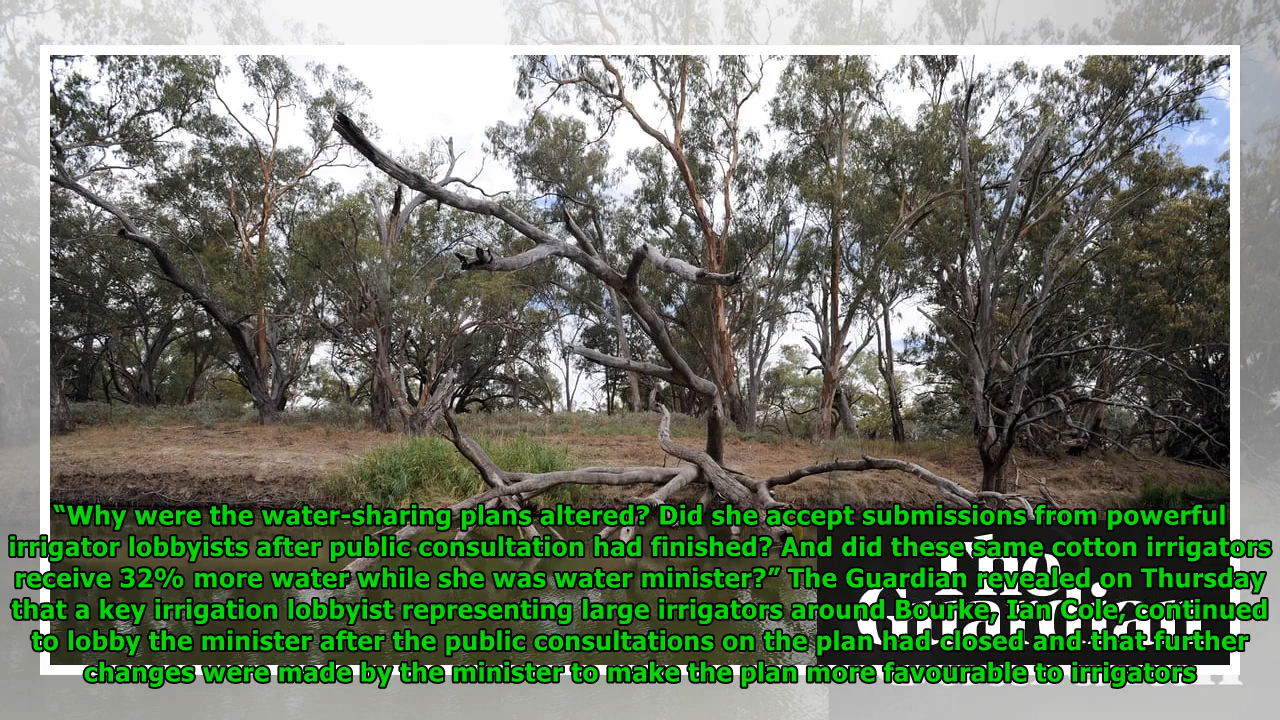 “Why were the water-sharing plans altered? Did she accept submissions from powerful
irrigator lobbyists after public consultation had finished? And did these same cotton irrigators
receive 32% more water while she was water minister?” The Guardian revealed on Thursday
that a key irrigation lobbyist representing large irrigators around Bourke, Ian Cole, continued
to lobby the minister after the public consultations on the plan had closed and that further
changes were made by the minister to make the plan more favourable to irrigators
The
Guardian